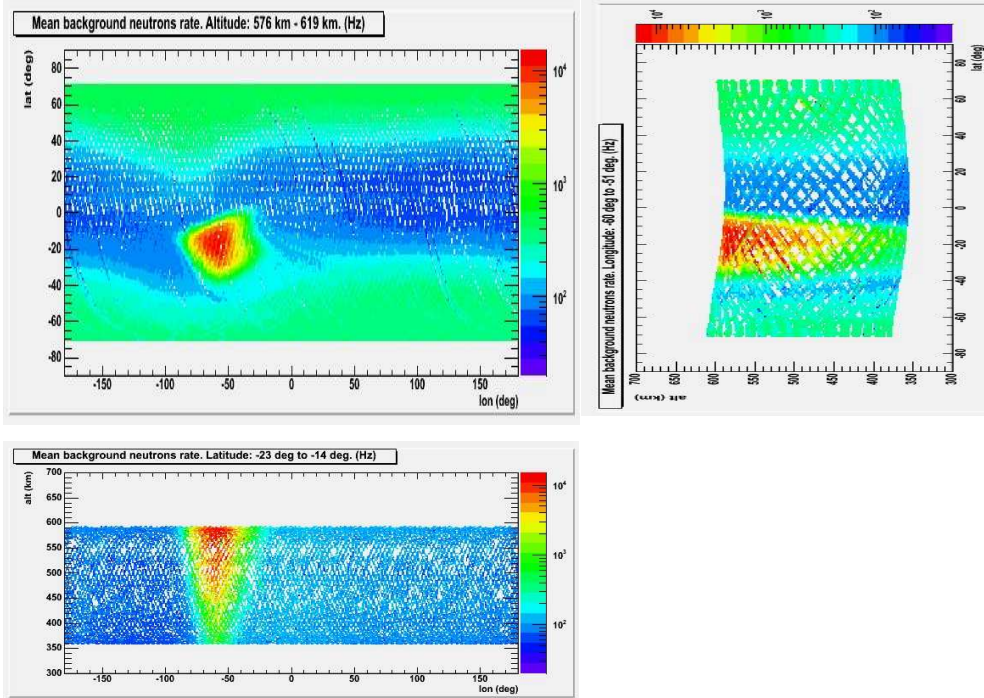 Mean background neutrons rate. Altitude: 576 km - 619 km. (Hz)
lat (deg)
80
60
40
20
0
-20
-40
-60
-80
-150 -100 -50 0 50 100 150
lon (deg)
10⁴
10³
10²
10⁴ 10³ 10²
Mean background neutrons rate. Longitude: -60 deg to -51 deg. (Hz)
lat (deg)
80
60
40
20
0
-20
-40
-60
-80
700 650 600 550 500 450 400 350 300
alt (km)
Mean background neutrons rate. Latitude: -23 deg to -14 deg. (Hz)
alt (km)
700
650
600
550
500
450
400
350
300
-150 -100 -50 0 50 100 150
lon (deg)
10⁴
10³
10²